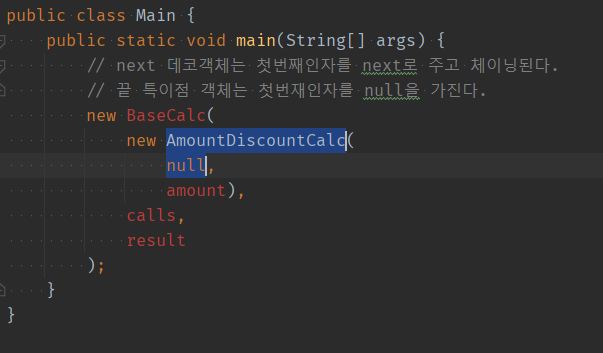 public class Main {
public static void main(String[] args) {
// next 데코객체는 첫번째인자를 next로 주고 체이닝된다.
// 끝 특이점 객체는 첫번재인자를 null을 가진다.
new BaseCalc(
new AmountDiscountCalc(
null,
amount),
calls,
result
);
}
}